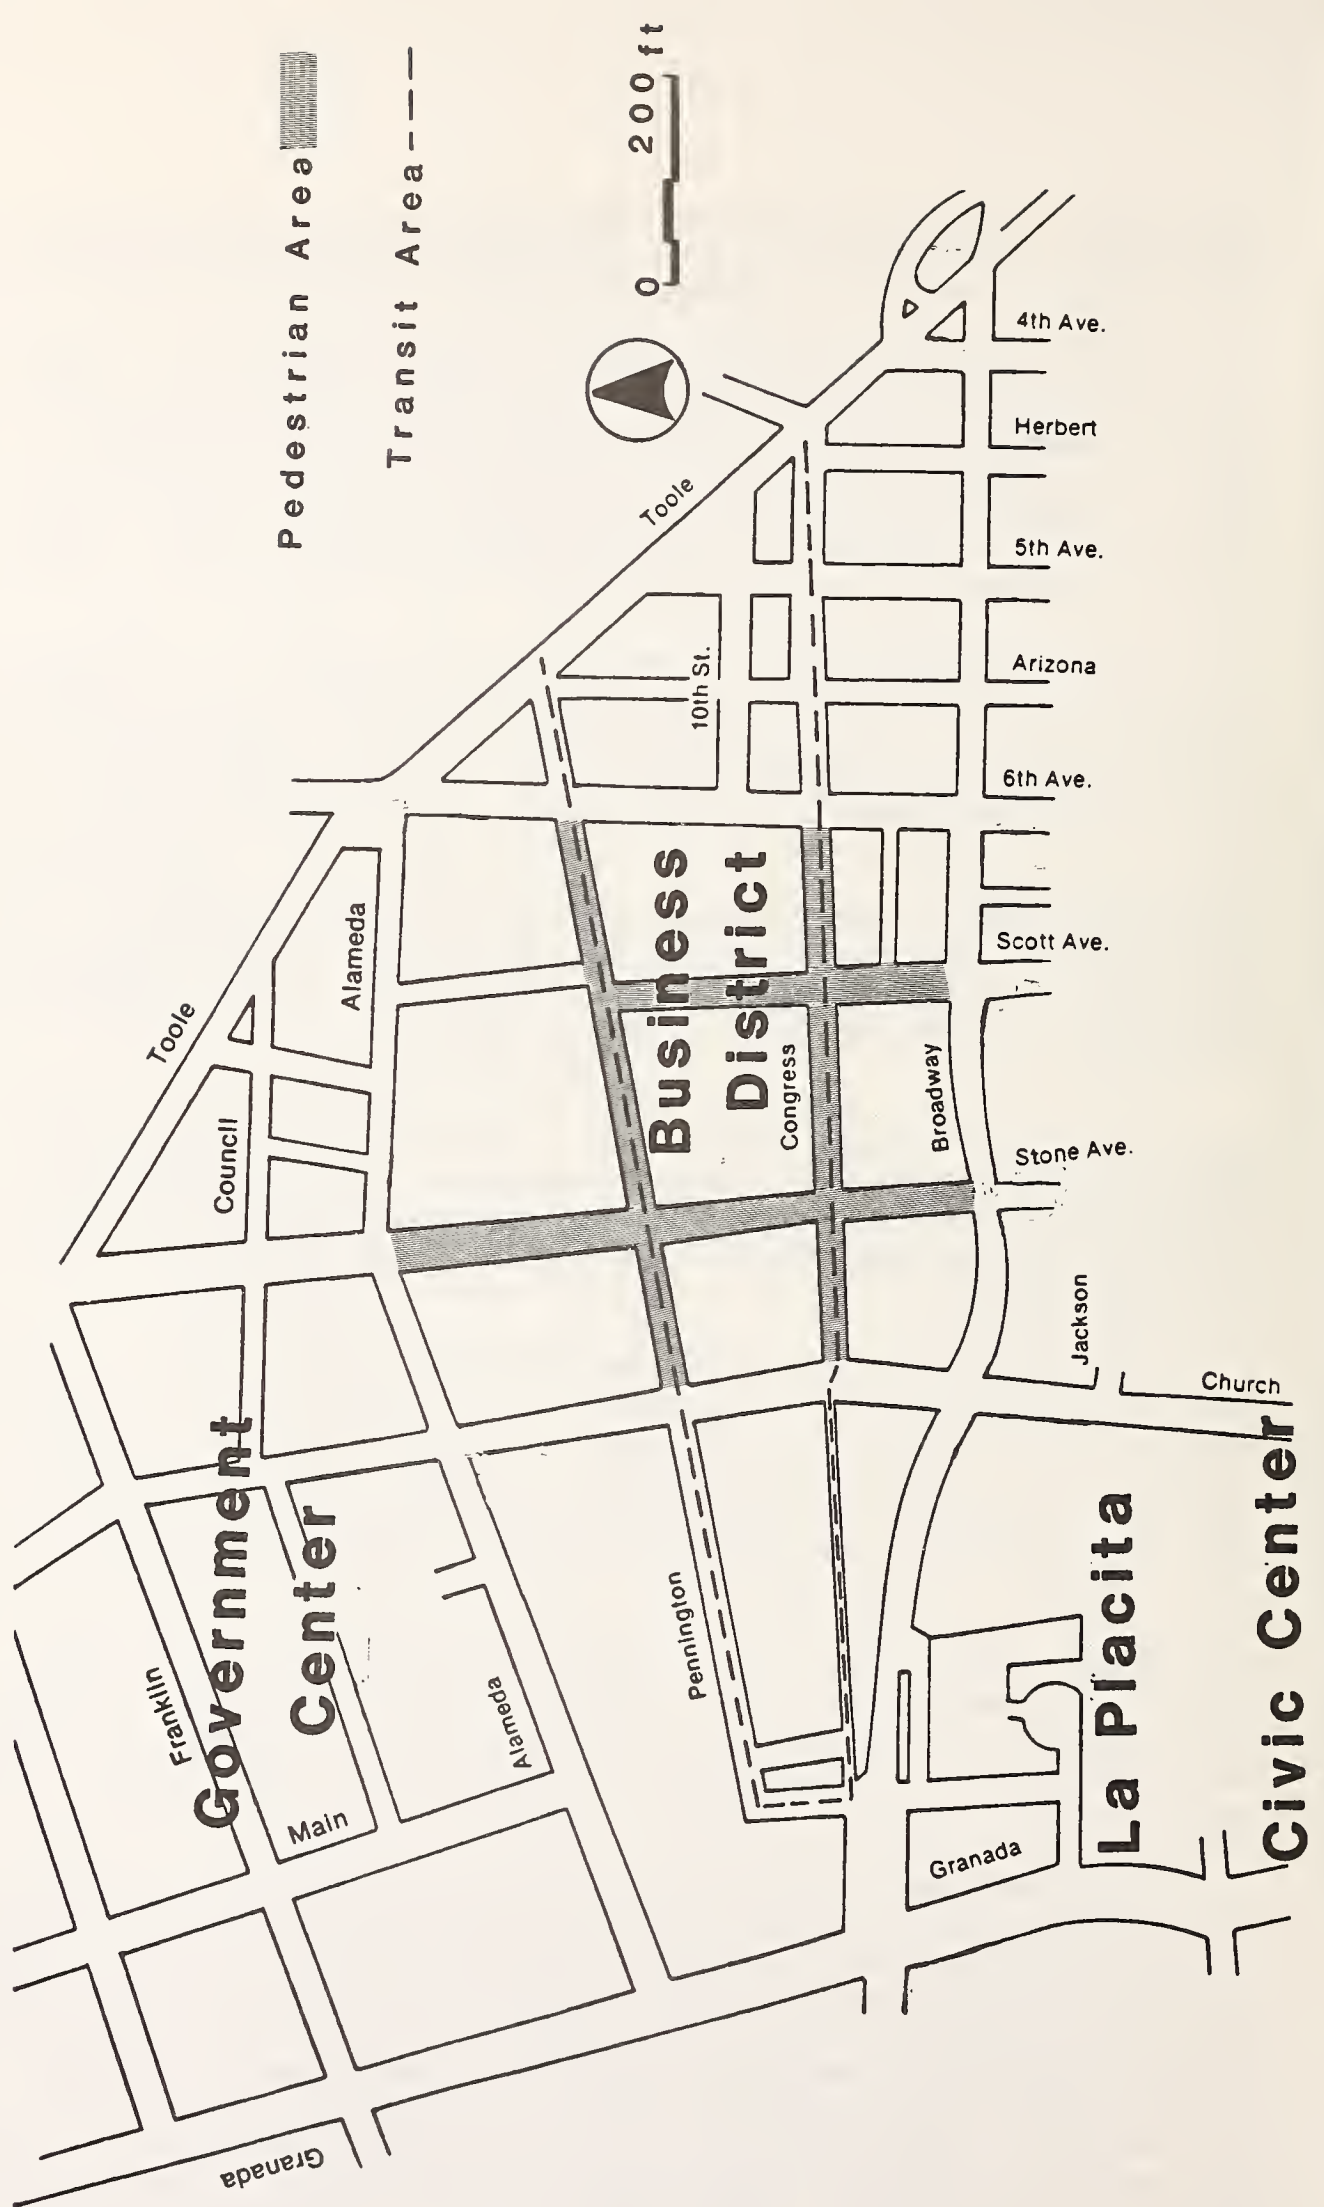 Pedestrian Area
Transit Area
0 200 ft
Toole
Toole
Alameda
Council
10th St.
4th Ave.
Herbert
5th Ave.
Arizona
6th Ave.
Scott Ave.
Stone Ave.
Business
District
Congress
Broadway
Jackson
Church
Government
Center
Franklin
Main
Alameda
Pennington
Granada
La Placita
Civic Center
Granada